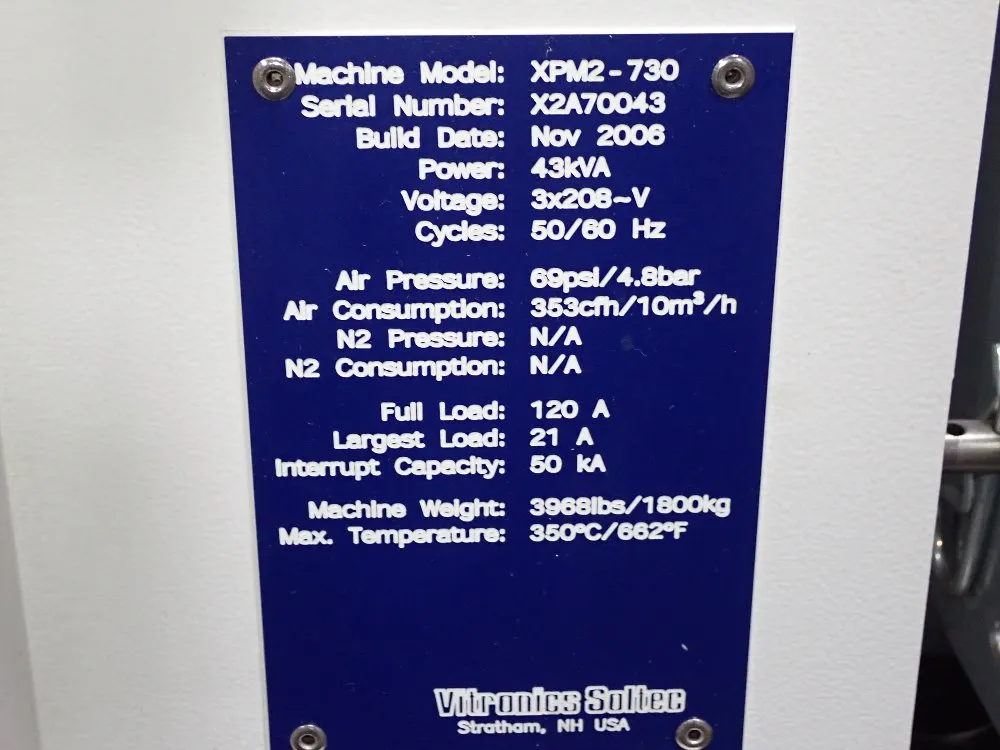 Machine Model: XPM2-730
Serial Number: X2A70043
Build Date: Nov 2006
Power: 43kVA
Voltage: 3x208~V
Cycles: 50/60 Hz
Air Pressure: 69psi/4.8bar
Air Consumption: 353cfh/10m³/h
N2 Pressure: N/A
N2 Consumption: N/A
Full Load: 120 A
Largest Load: 21 A
Interrupt Capacity: 50 kA
Machine Weight: 3968lbs/1800kg
Max. Temperature: 350ºC/662ºF
Vitronics Soltec
Stratham, NH USA